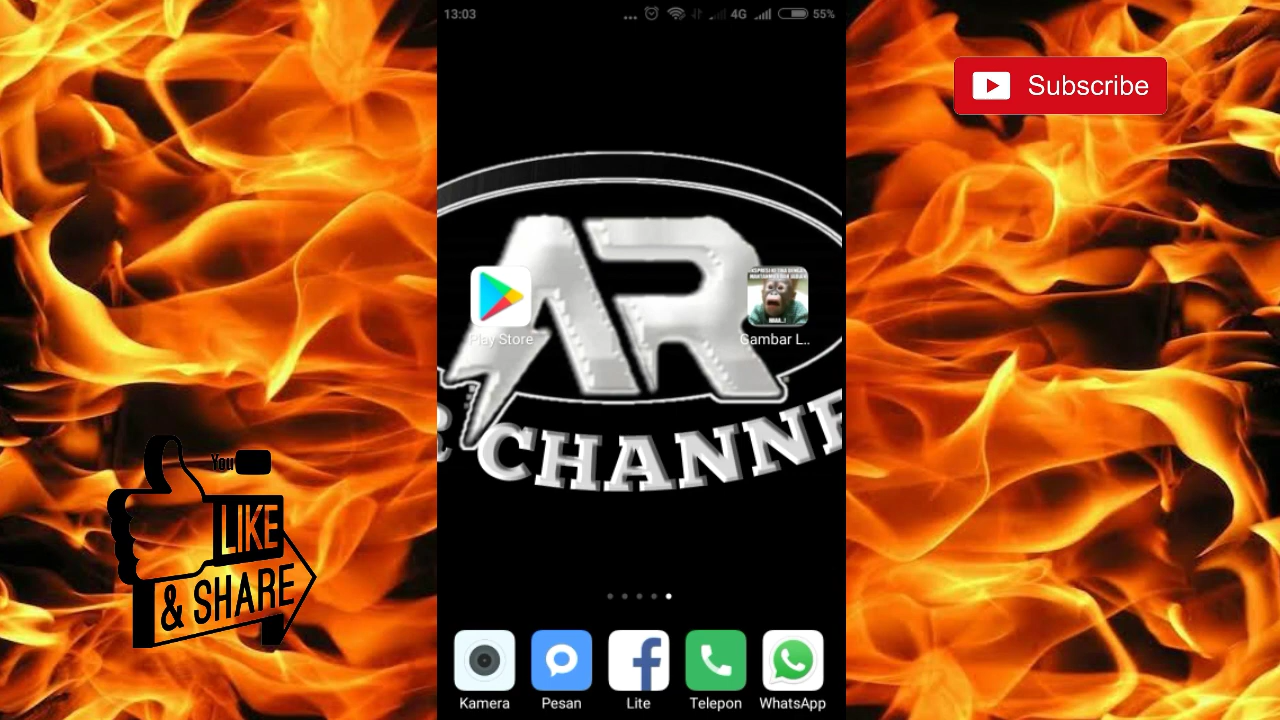 13:03
... 4G 55%
Subscribe
AR
CHANNE
Play Store
Gambar L..
You
LIKE
& SHARE
Kamera
Pesan
Lite
Telepon
WhatsApp